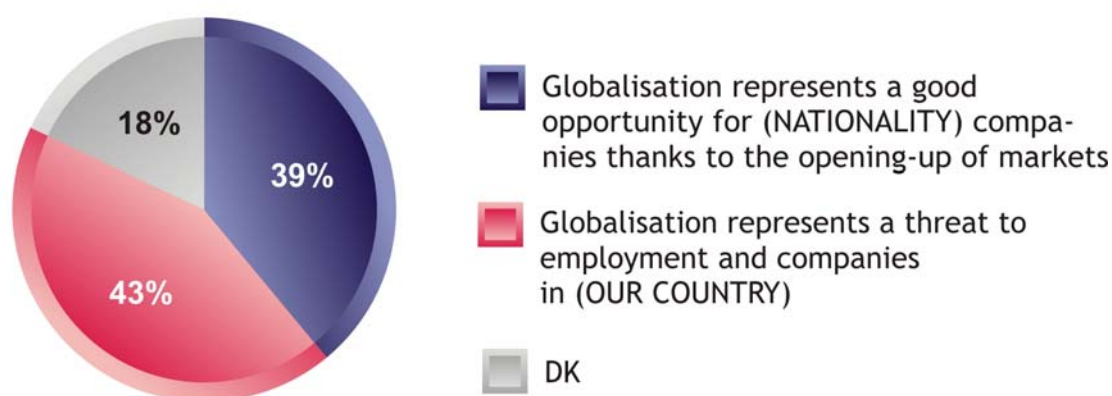 18%
39%
43%
Globalisation represents a good
opportunity for (NATIONALITY) compa-
nies thanks to the opening-up of markets
Globalisation represents a threat to
employment and companies
in (OUR COUNTRY)
DK